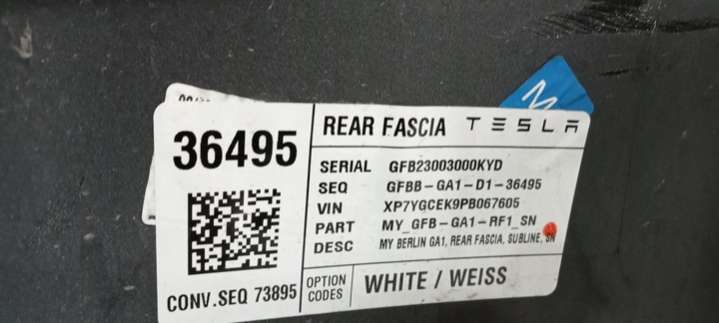 36495
REAR FASCIA TESLA
SERIAL GFB23003000KYD
SEQ GFBB-GA1-D1-36495
VIN XP7YGCEK9PB067605
PART MY_GFB-GA1-RF1_SN
DESC MY BERLIN GA1, REAR FASCIA, SUBLINE, SN
CONV.SEQ 73895
OPTION CODES WHITE / WEISS